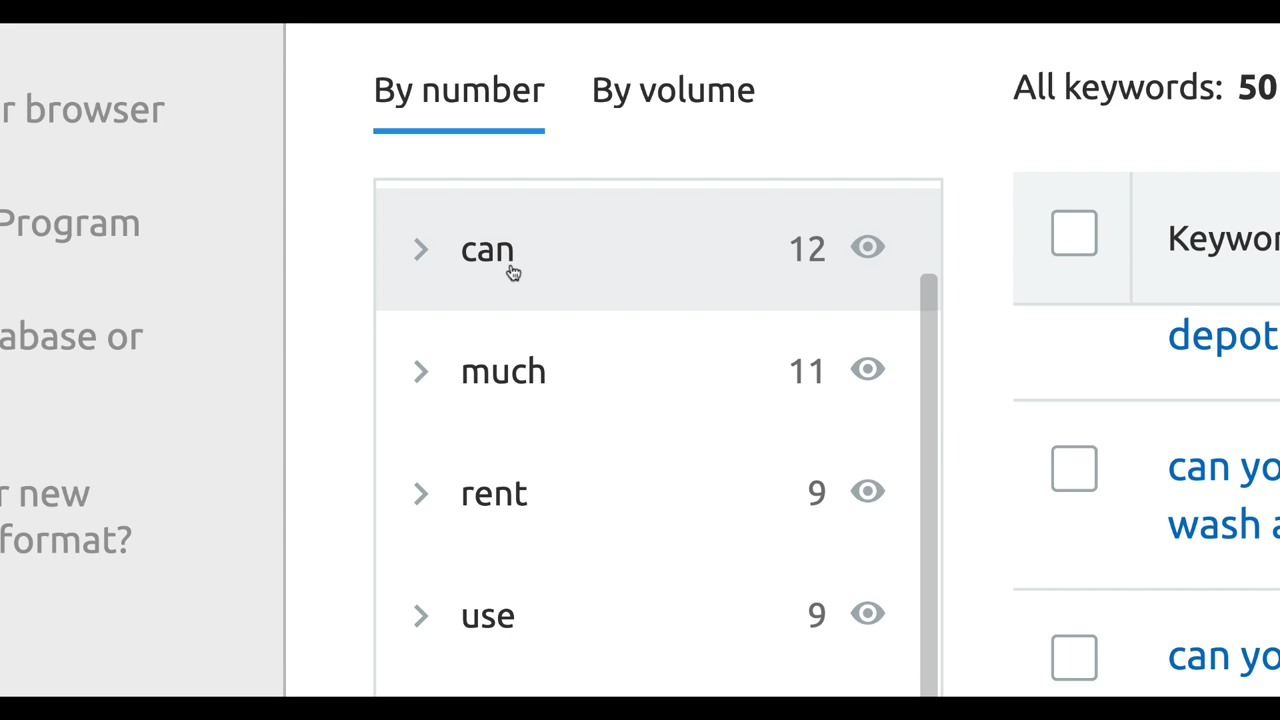 r browser
Program
abase or
r new
format?
By number
By volume
can 12
much 11
rent 9
use 9
All keywords: 50
Keywor
depot
can yo
wash a
can yo